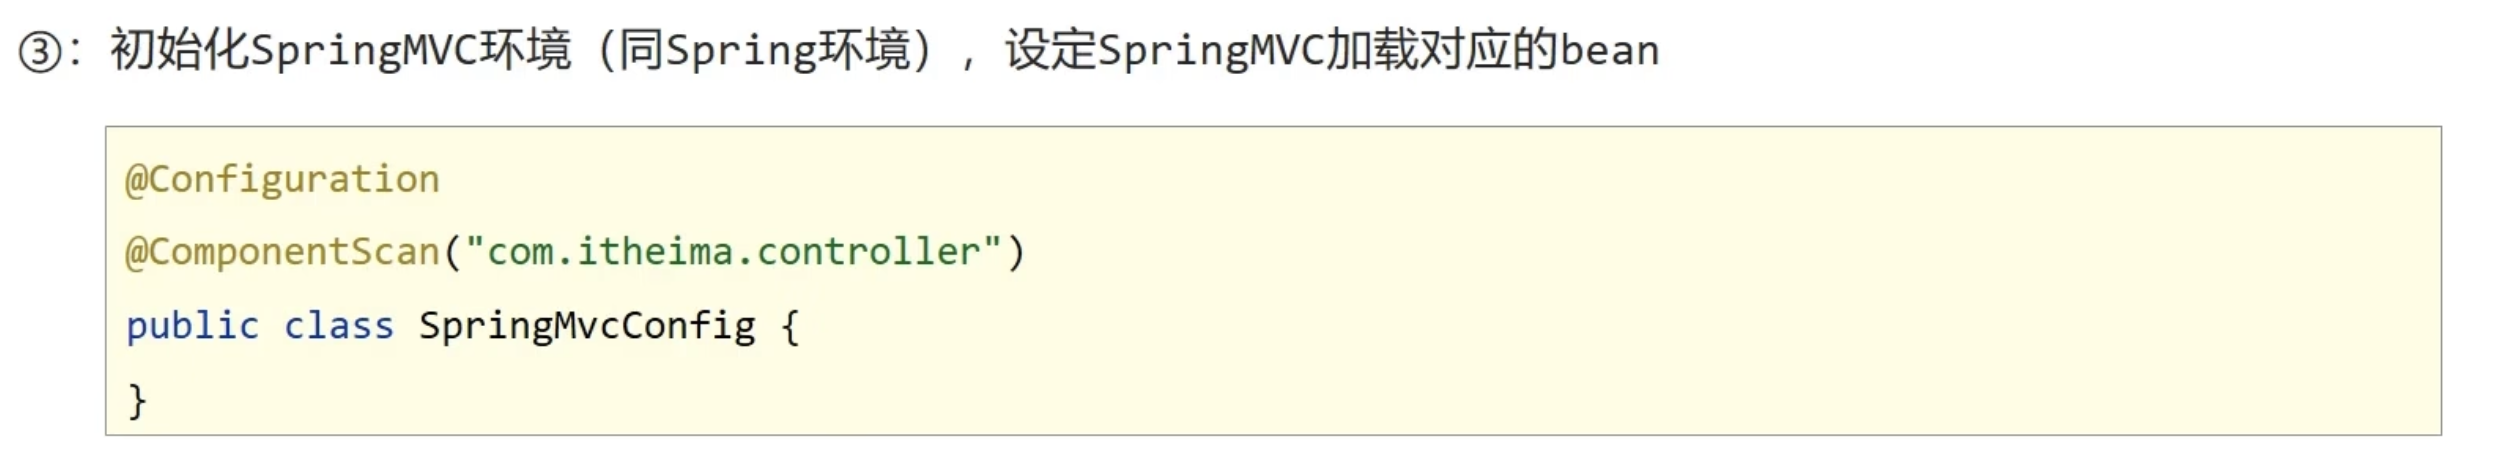 ③：初始化SpringMVC环境（同Spring环境），设定SpringMVC加载对应的bean
@Configuration
@ComponentScan("com.itheima.controller")
public class SpringMvcConfig {
}